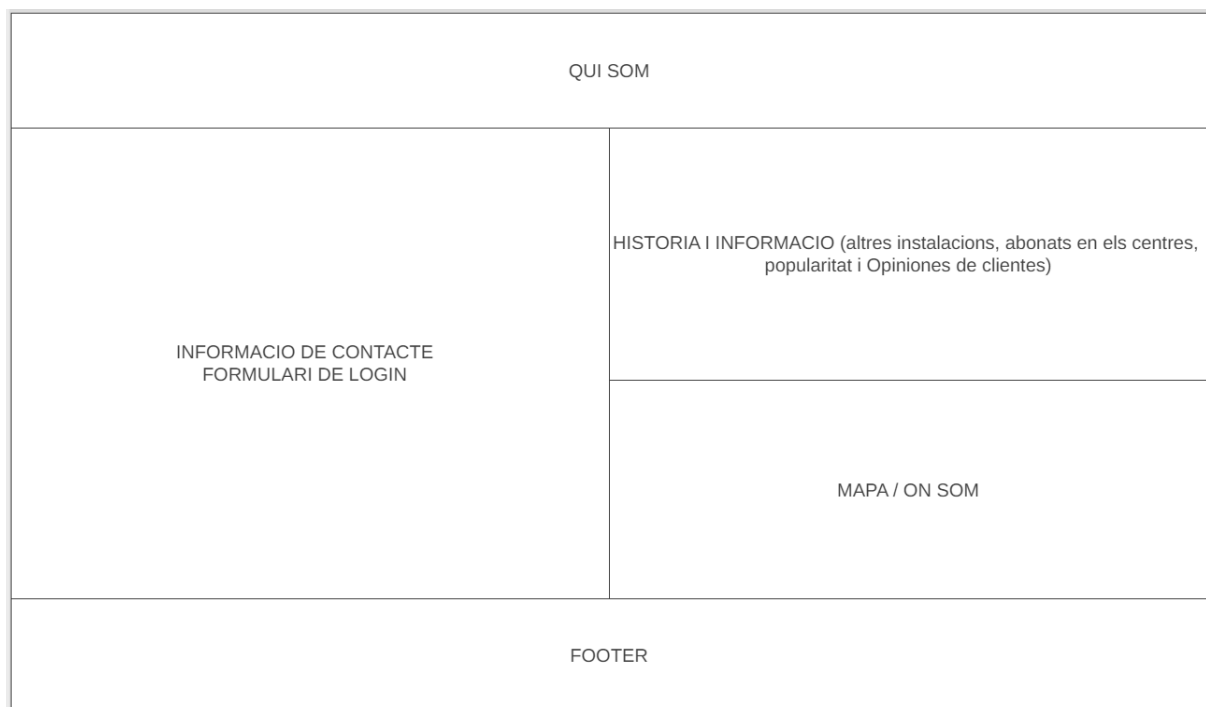 QUI SOM
HISTORIA I INFORMACIO (altres instalacions, abonats en els centres,
popularitat i Opiniones de clientes)
INFORMACIO DE CONTACTE
FORMULARI DE LOGIN
MAPA / ON SOM
FOOTER